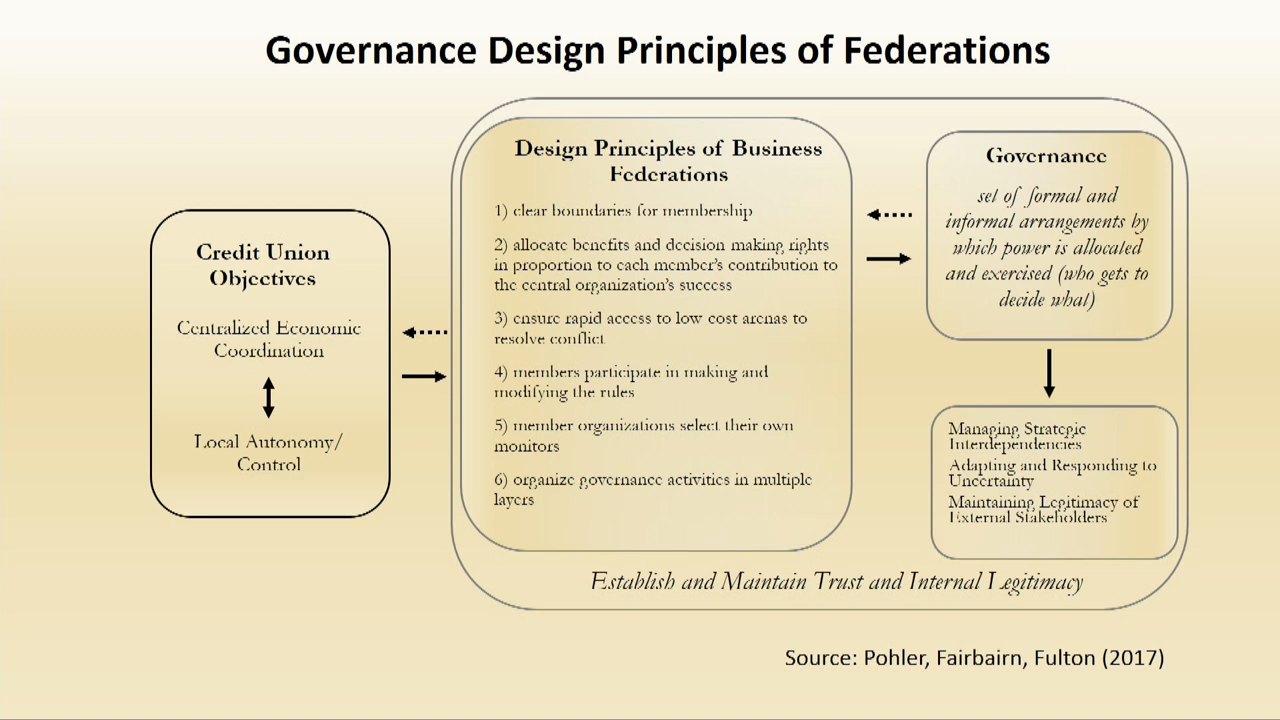 Governance Design Principles of Federations
Credit Union
Objectives
Centralized Economic
Coordination
Local Autonomy/
Control
Design Principles of Business
Federations
1) clear boundaries for membership
2) allocate benefits and decision making rights
in proportion to each member's contribution to
the central organization's success
3) ensure rapid access to low cost arenas to
resolve conflict
4) members participate in making and
modifying the rules
5) member organizations select their own
monitors
6) organize governance activities in multiple
layers
Governance
set of formal and
informal arrangements by
which power is allocated
and exercised (who gets to
decide what)
Managing Strategic
Interdependencies
Adapting and Responding to
Uncertainty
Maintaining Legitimacy of
External Stakeholders
Establish and Maintain Trust and Internal Legitimacy
Source: Pohler, Fairbairn, Fulton (2017)